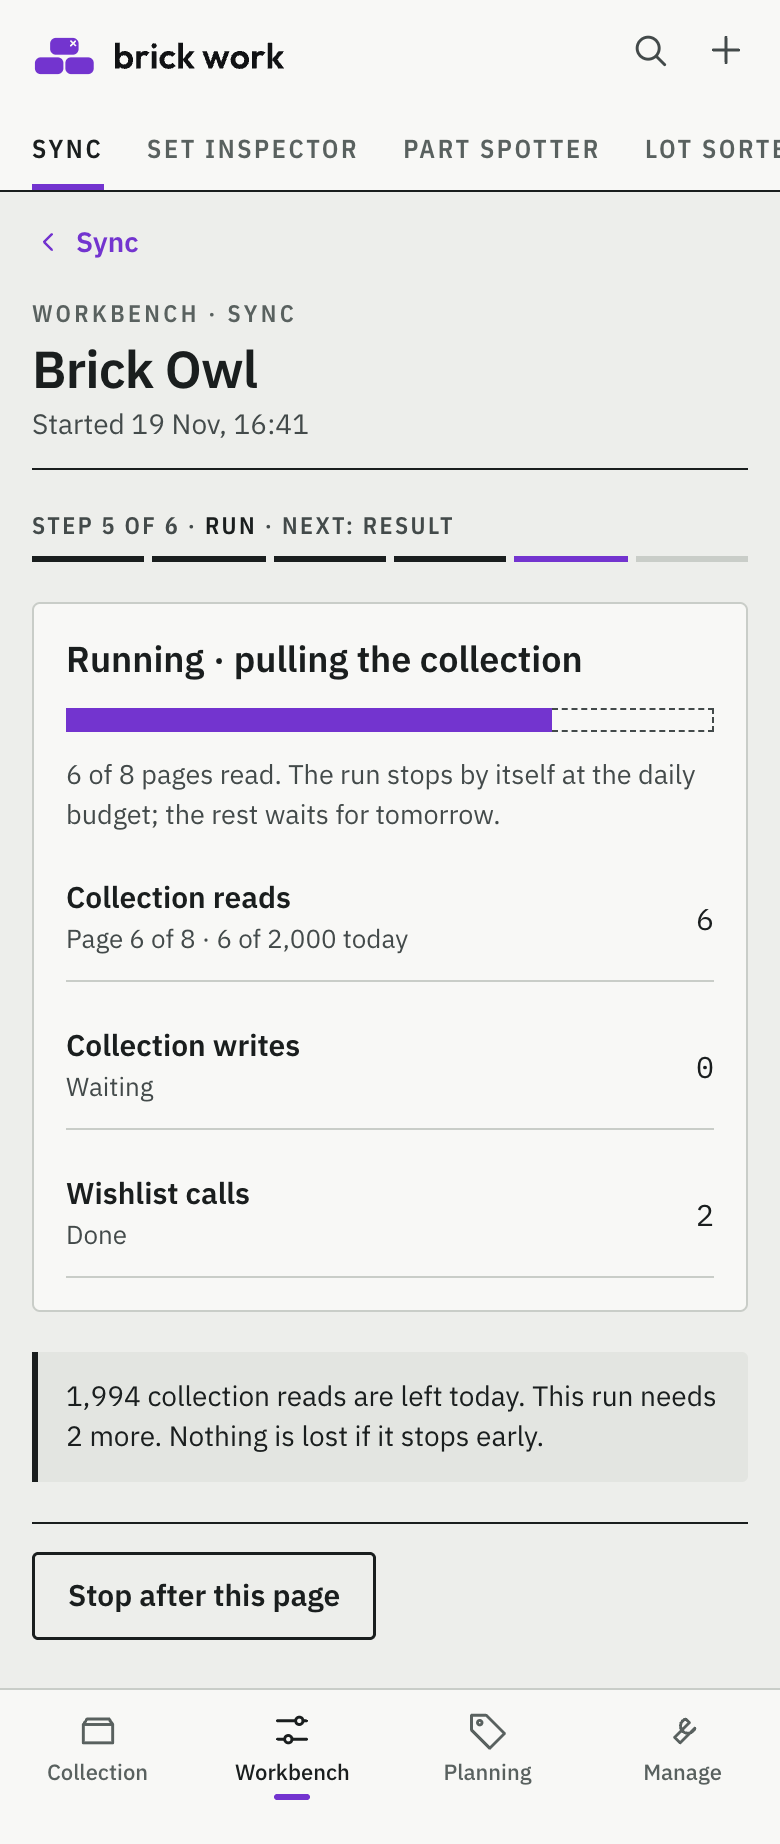 brick work
SYNC SET INSPECTOR PART SPOTTER LOT SORTE
Sync
WORKBENCH · SYNC
Brick Owl
Started 19 Nov, 16:41
STEP 5 OF 6 · RUN · NEXT: RESULT
Running · pulling the collection
6 of 8 pages read. The run stops by itself at the daily
budget; the rest waits for tomorrow.
Collection reads
Page 6 of 8 · 6 of 2,000 today
6
Collection writes
Waiting
0
Wishlist calls
Done
2
1,994 collection reads are left today. This run needs
2 more. Nothing is lost if it stops early.
Stop after this page
Collection Workbench Planning Manage